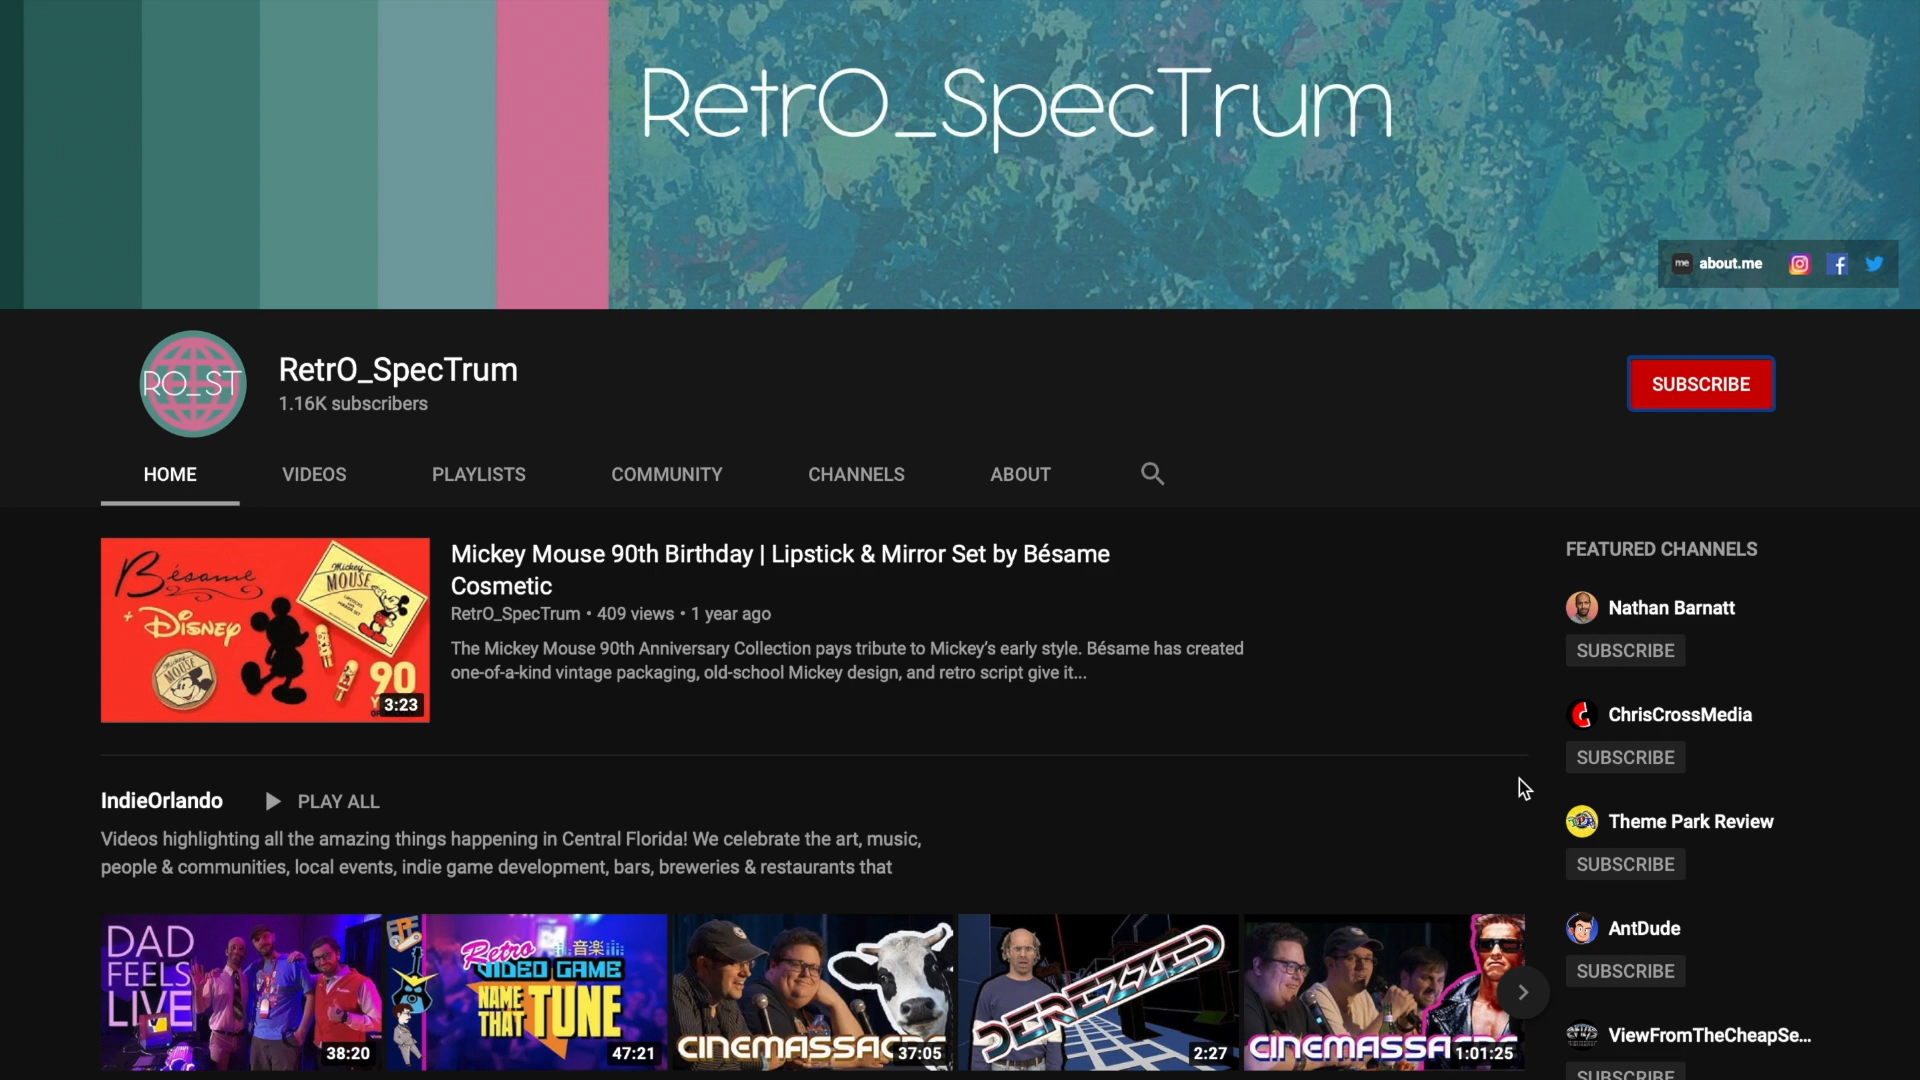 RetrO_SpecTrum
me about.me
RO_ST
RetrO_SpecTrum
1.16K subscribers
SUBSCRIBE
HOME VIDEOS PLAYLISTS COMMUNITY CHANNELS ABOUT
Bésame
+ Disney
Mickey
MOUSE
MOUSE
90
3:23
Mickey Mouse 90th Birthday | Lipstick & Mirror Set by Bésame
Cosmetic
RetrO_SpecTrum • 409 views • 1 year ago
The Mickey Mouse 90th Anniversary Collection pays tribute to Mickey's early style. Bésame has created
one-of-a-kind vintage packaging, old-school Mickey design, and retro script give it...
IndieOrlando PLAY ALL
Videos highlighting all the amazing things happening in Central Florida! We celebrate the art, music,
people & communities, local events, indie game development, bars, breweries & restaurants that
DAD
FEELS
LIVE
38:20
Retro 音楽
VIDEO GAME
NAME
THAT TUNE
47:21
CINEMASSAC
37:05
DEREZZED
2:27
CINEMASSA
1:01:25
FEATURED CHANNELS
Nathan Barnatt
SUBSCRIBE
ChrisCrossMedia
SUBSCRIBE
Theme Park Review
SUBSCRIBE
AntDude
SUBSCRIBE
ViewFromTheCheapSe...
SUBSCRIBE